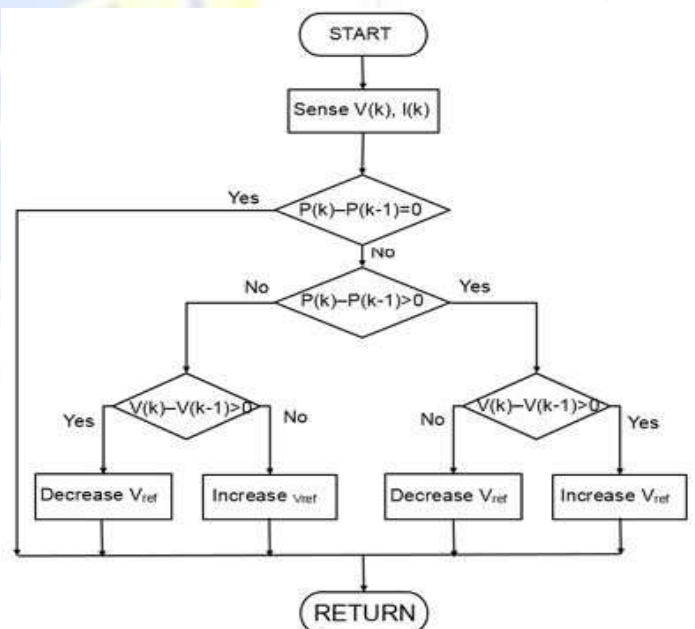 START
Sense V(k), I(k)
Yes
P(k)–P(k-1)=0
No
No
P(k)–P(k-1)>0
Yes
V(k)–V(k-1)>0
V(k)–V(k-1)>0
Yes
No
No
Yes
Decrease Vref
Increase Vref
Decrease Vref
Increase Vref
RETURN